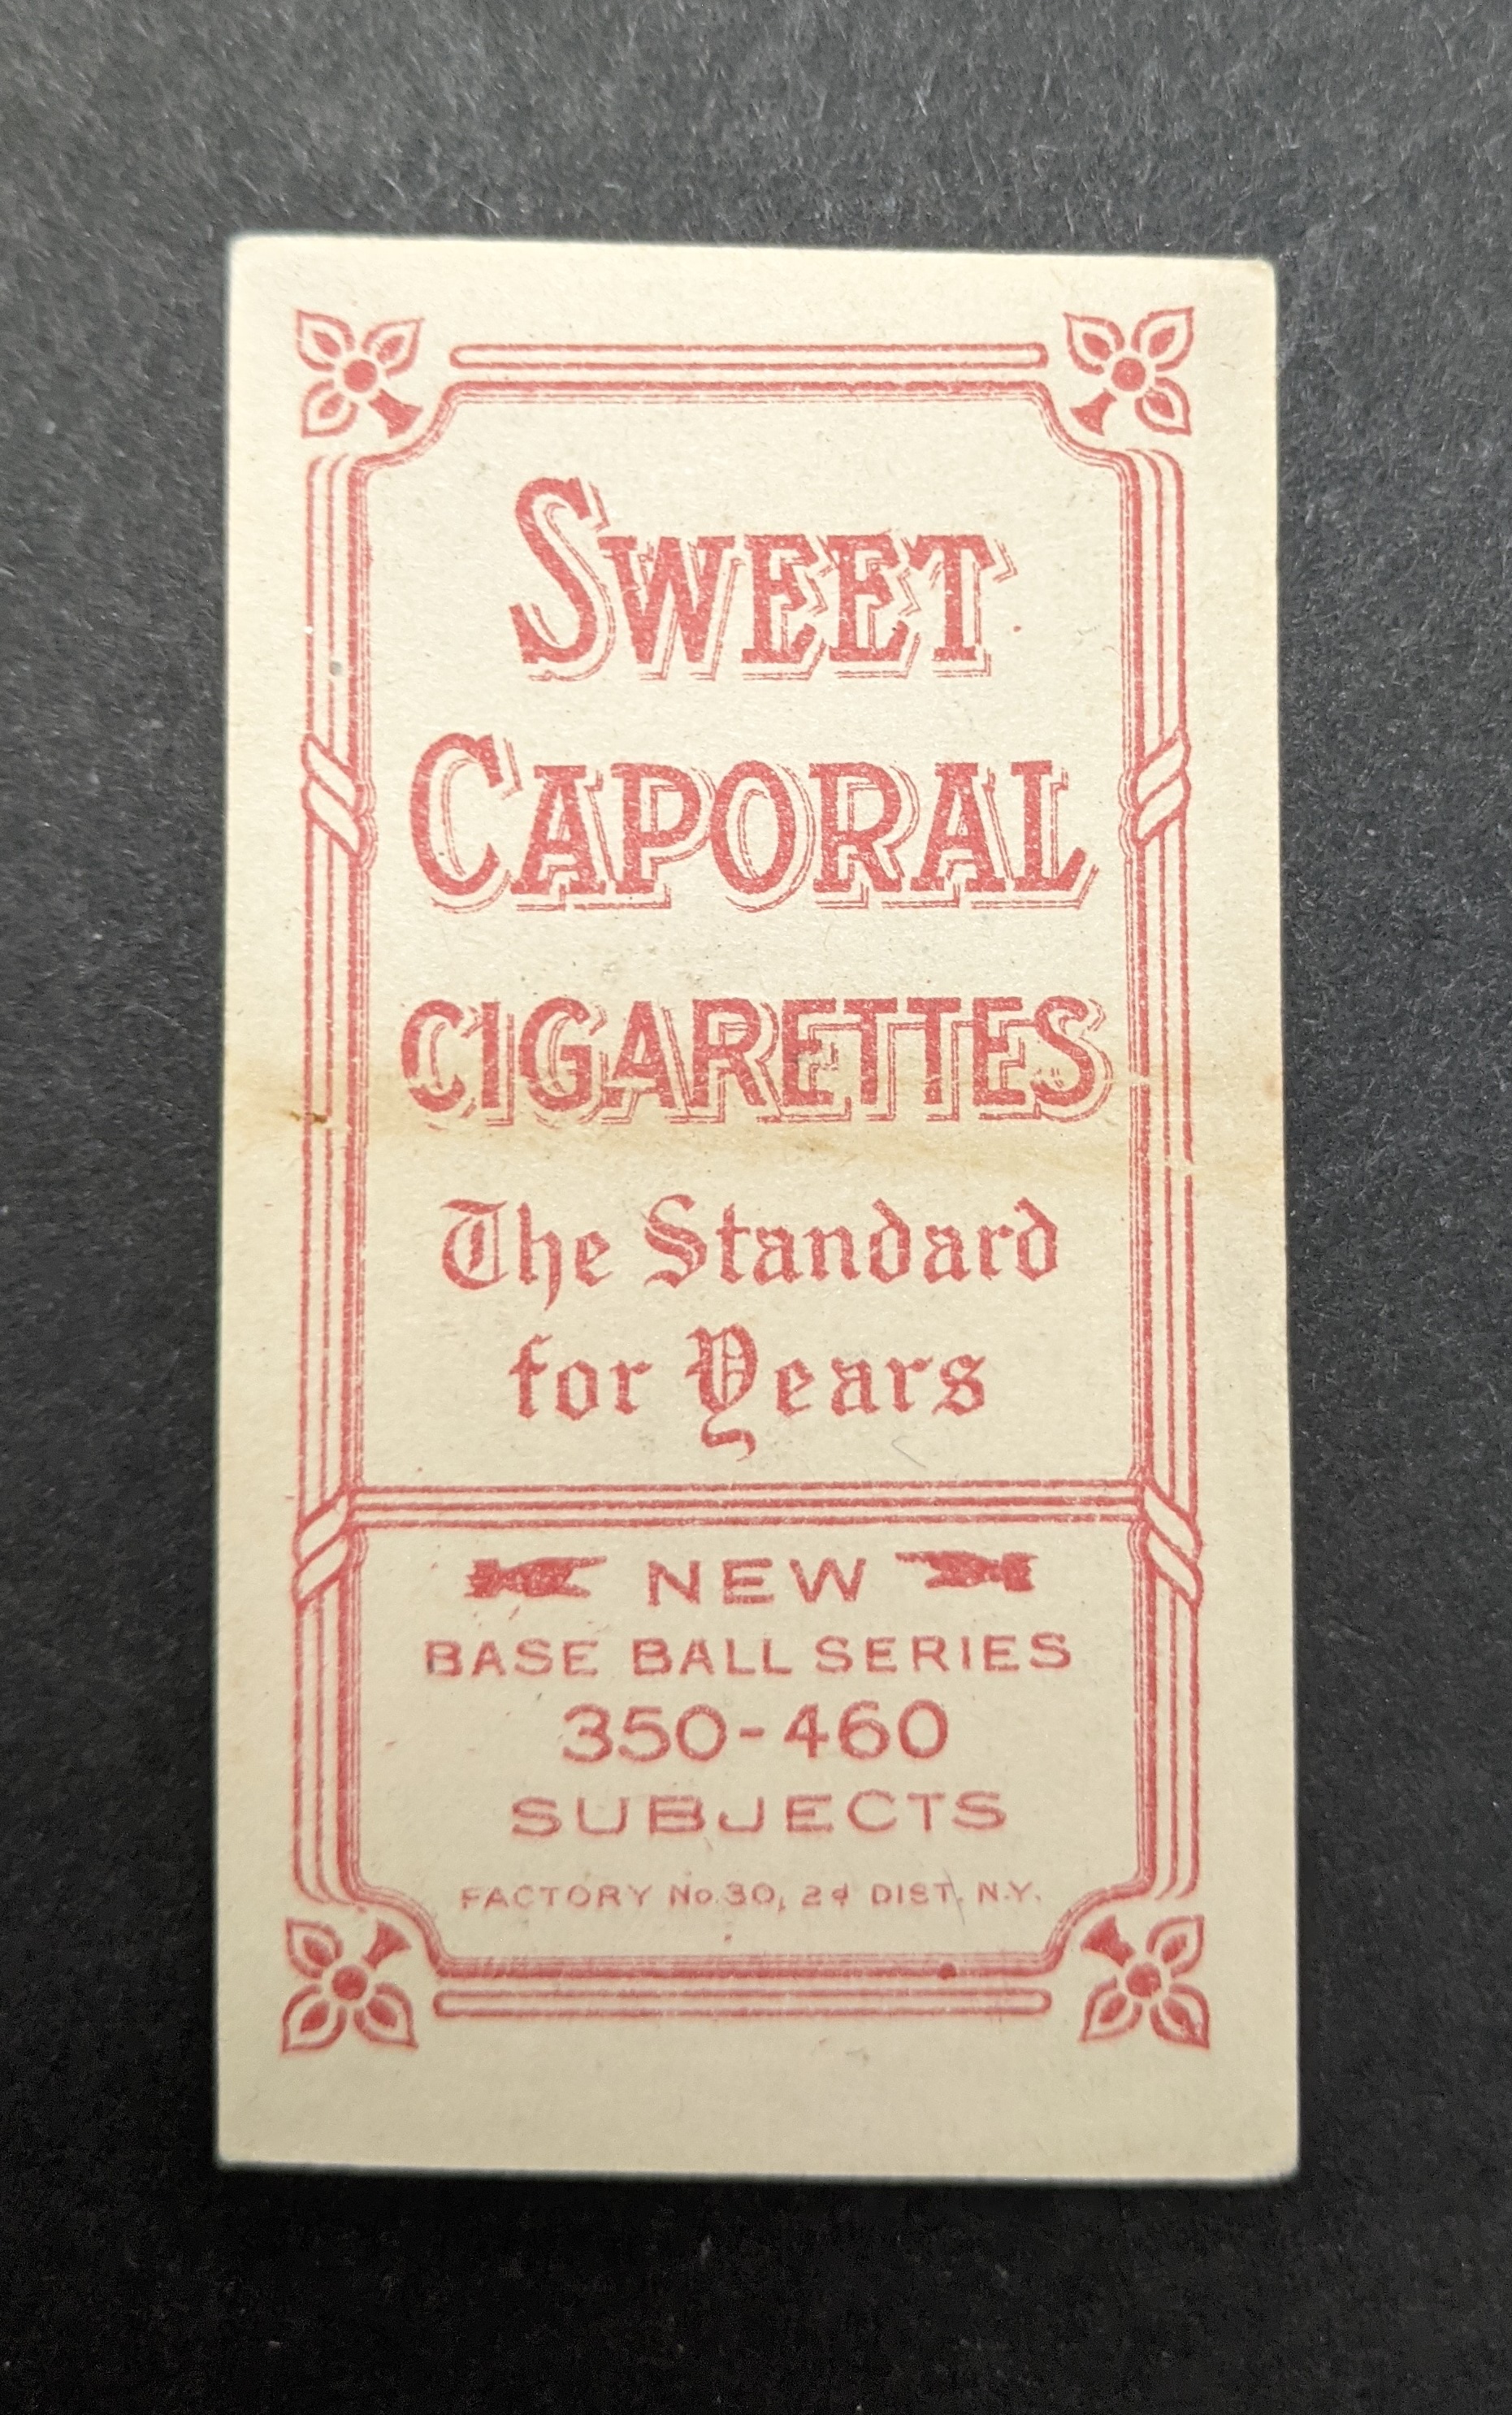 SWEET
CAPORAL
CIGARETTES
The Standard
for Years
NEW
BASE BALL SERIES
350-460
SUBJECTS
FACTORY No. 30, 2d DIST. N.Y.